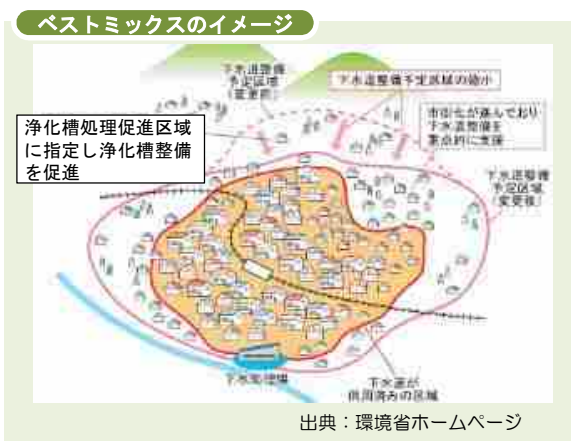 ベストミックスのイメージ
下水道整備
予定区域
(変更前)
下水道整備予定区域の縮小
市街化が進んでおり
下水道整備を
重点的に支援
浄化槽処理促進区域
に指定し浄化槽整備
を促進
下水道整備
予定区域
(変更後)
下水処理場
下水道が
供用済みの区域
出典：環境省ホームページ